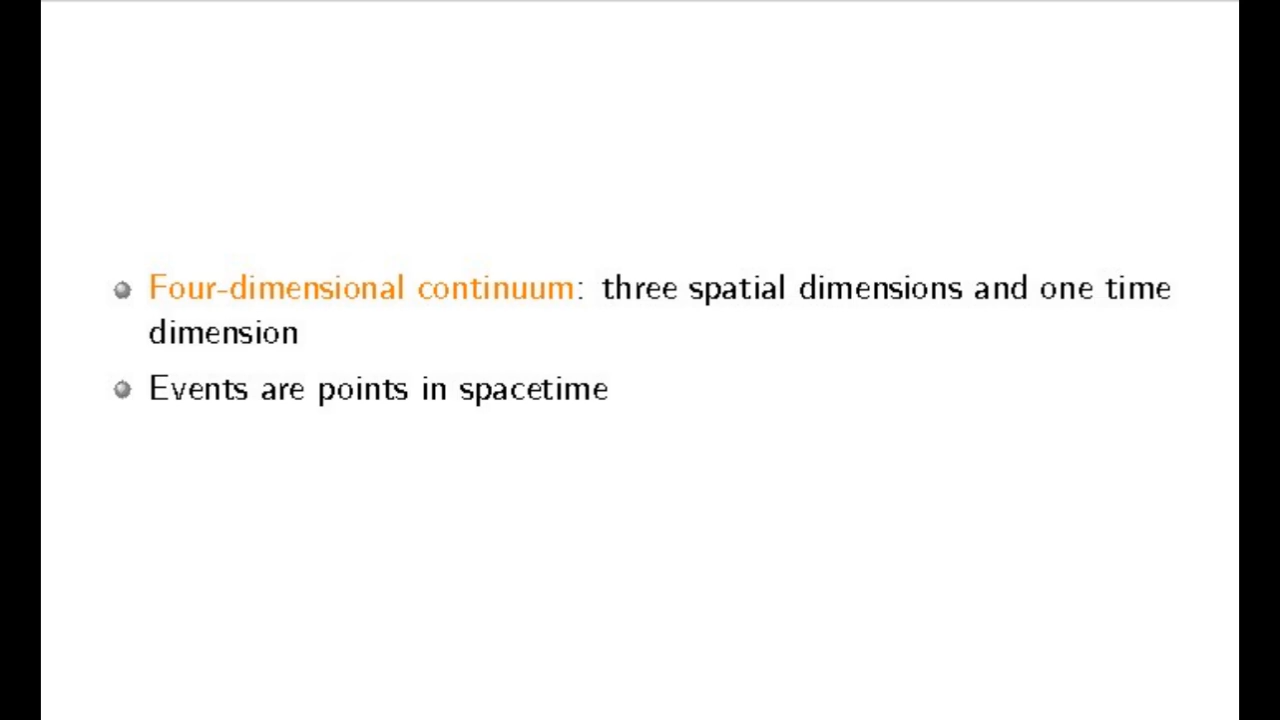 Four-dimensional continuum: three spatial dimensions and one time
dimension
Events are points in spacetime